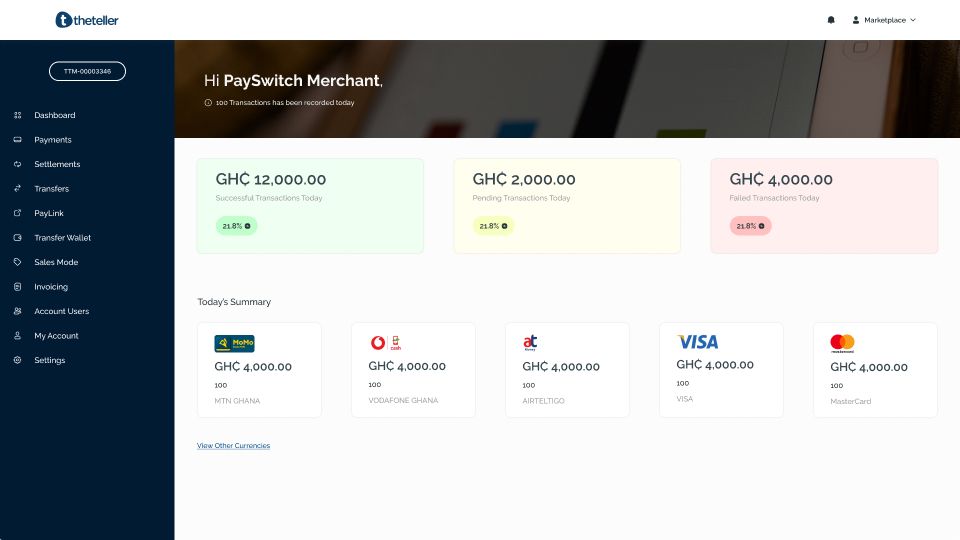 theteller
Marketplace
TTM-00003346
Dashboard
Payments
Settlements
Transfers
PayLink
Transfer Wallet
Sales Mode
Invoicing
Account Users
My Account
Settings
Hi PaySwitch Merchant,
100 Transactions has been recorded today
GH₵ 12,000.00
Successful Transactions Today
21.8%
GH₵ 2,000.00
Pending Transactions Today
21.8%
GH₵ 4,000.00
Failed Transactions Today
21.8%
Today's Summary
MoMo
GH₵ 4,000.00
100
MTN GHANA
cash
GH₵ 4,000.00
100
VODAFONE GHANA
at
money
GH₵ 4,000.00
100
AIRTELTIGO
VISA
GH₵ 4,000.00
100
VISA
mastercard
GH₵ 4,000.00
100
MasterCard
View Other Currencies